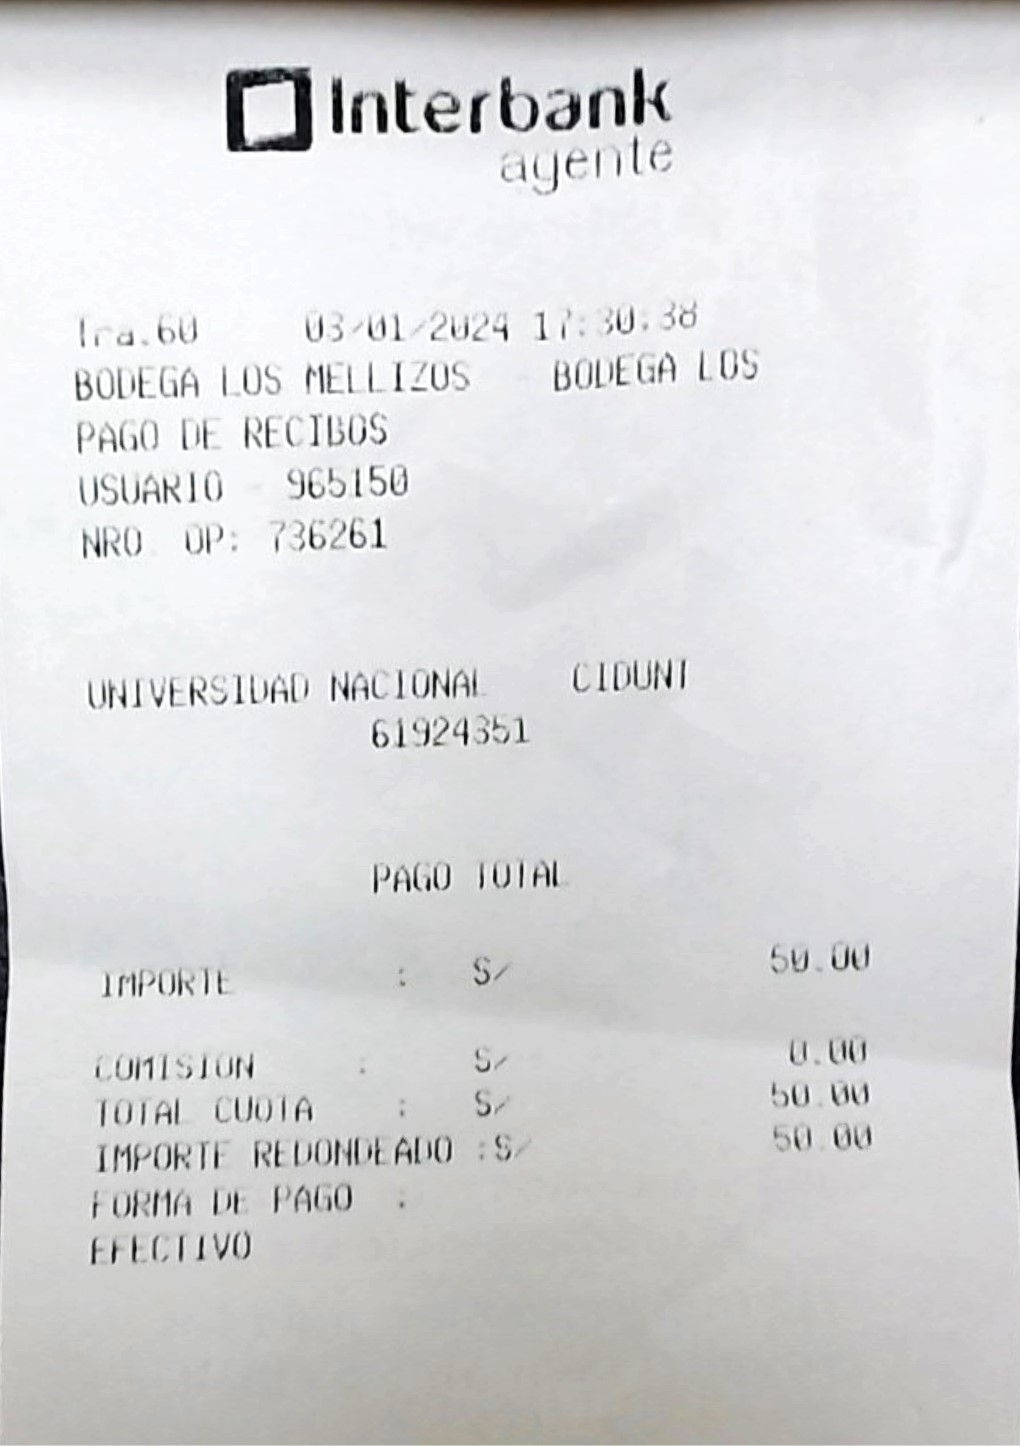 Interbank
agente
Tra.60 03/01/2024 17:30:38
BODEGA LOS MELLIZOS - BODEGA LOS
PAGO DE RECIBOS
USUARIO - 965150
NRO OP: 736261
UNIVERSIDAD NACIONAL CIDUNI
61924351
PAGO TOTAL
IMPORTE : S/ 50.00
COMISION : S/ 0.00
TOTAL CUOTA : S/ 50.00
IMPORTE REDONDEADO :S/ 50.00
FORMA DE PAGO :
EFECTIVO